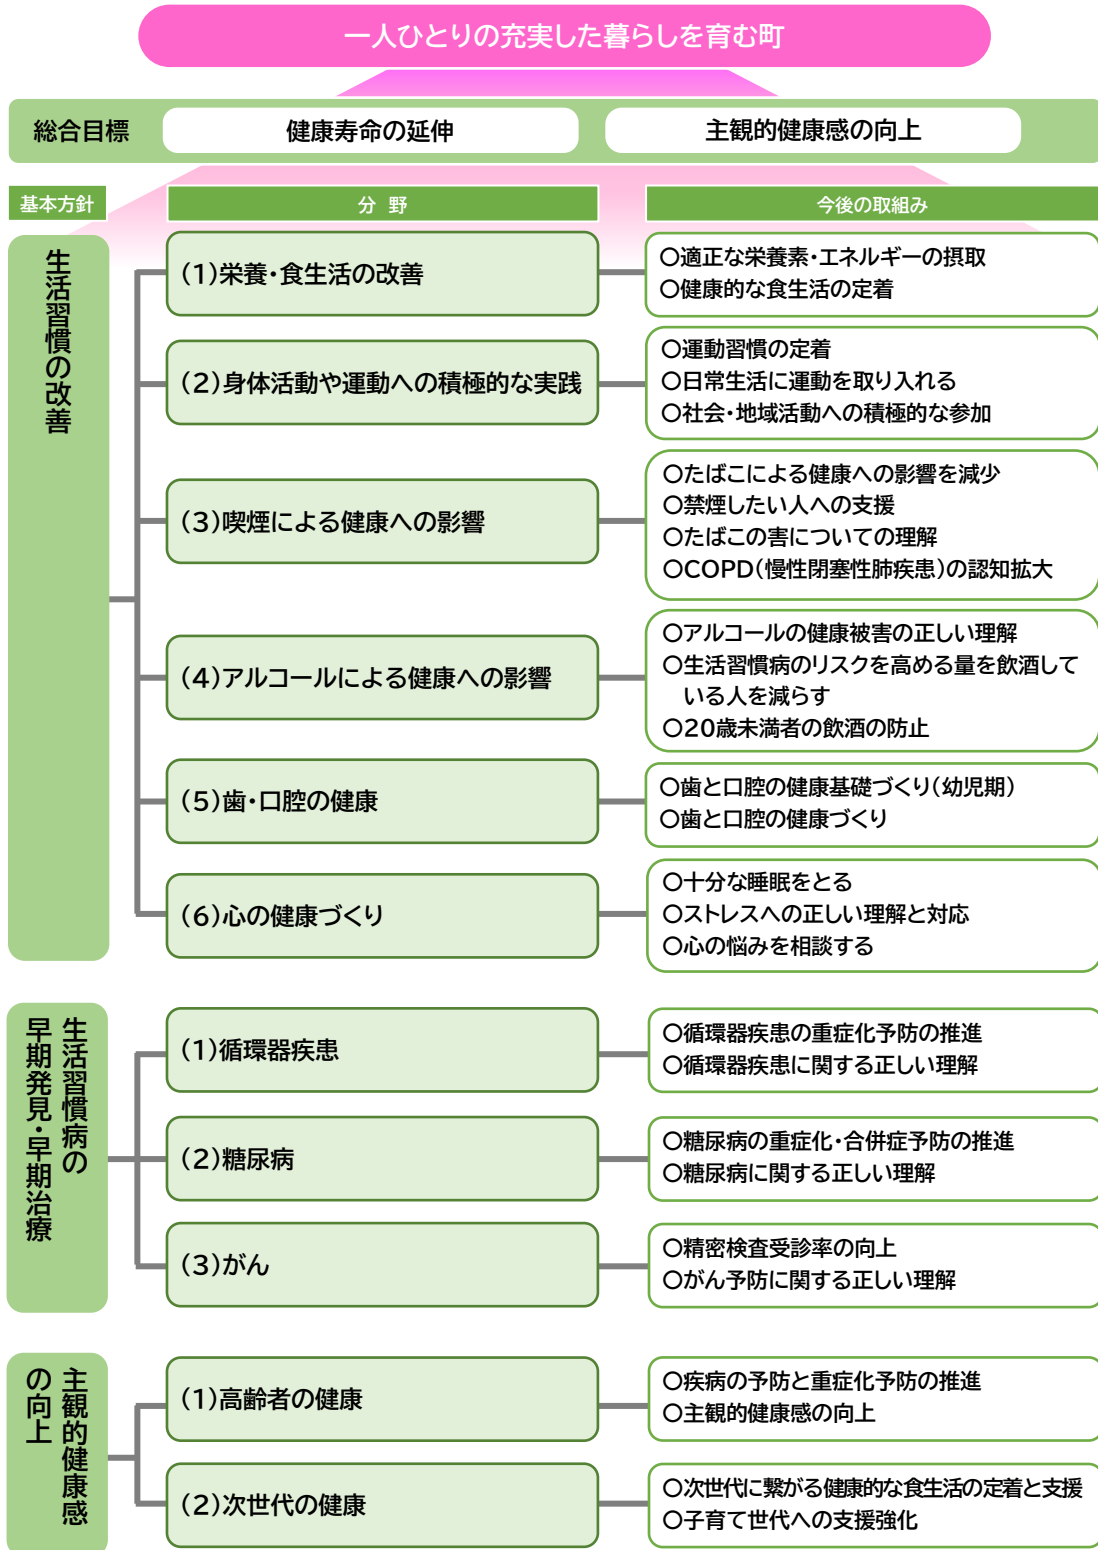 一人ひとりの充実した暮らしを育む町
総合目標
健康寿命の延伸
主観的健康感の向上
基本方針
分 野
今後の取組み
生活習慣の改善
(1)栄養・食生活の改善
○適正な栄養素・エネルギーの摂取
○健康的な食生活の定着
(2)身体活動や運動への積極的な実践
○運動習慣の定着
○日常生活に運動を取り入れる
○社会・地域活動への積極的な参加
(3)喫煙による健康への影響
○たばこによる健康への影響を減少
○禁煙したい人への支援
○たばこの害についての理解
○COPD(慢性閉塞性肺疾患)の認知拡大
(4)アルコールによる健康への影響
○アルコールの健康被害の正しい理解
○生活習慣病のリスクを高める量を飲酒して
いる人を減らす
○20歳未満者の飲酒の防止
(5)歯・口腔の健康
○歯と口腔の健康基礎づくり(幼児期)
○歯と口腔の健康づくり
(6)心の健康づくり
○十分な睡眠をとる
○ストレスへの正しい理解と対応
○心の悩みを相談する
生活習慣病の
早期発見・早期治療
(1)循環器疾患
○循環器疾患の重症化予防の推進
○循環器疾患に関する正しい理解
(2)糖尿病
○糖尿病の重症化・合併症予防の推進
○糖尿病に関する正しい理解
(3)がん
○精密検査受診率の向上
○がん予防に関する正しい理解
主観的健康感
の向上
(1)高齢者の健康
○疾病の予防と重症化予防の推進
○主観的健康感の向上
(2)次世代の健康
○次世代に繋がる健康的な食生活の定着と支援
○子育て世代への支援強化